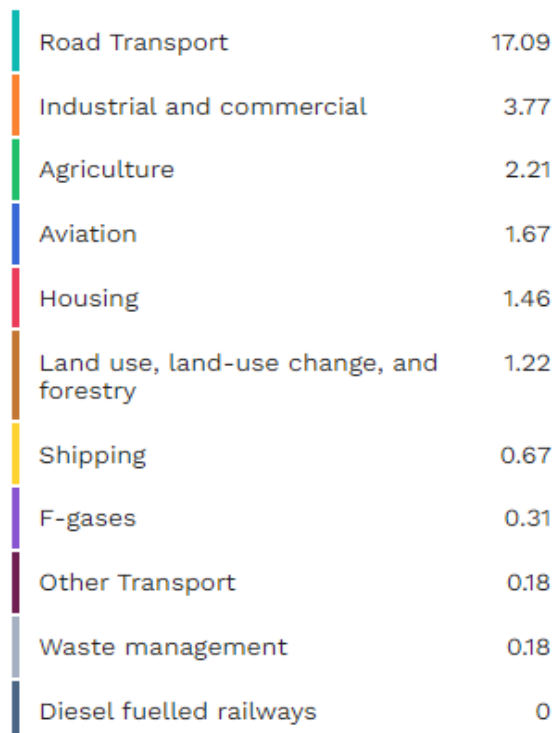 Road Transport 17.09
Industrial and commercial 3.77
Agriculture 2.21
Aviation 1.67
Housing 1.46
Land use, land-use change, and 1.22
forestry
Shipping 0.67
F-gases 0.31
Other Transport 0.18
Waste management 0.18
Diesel fuelled railways 0